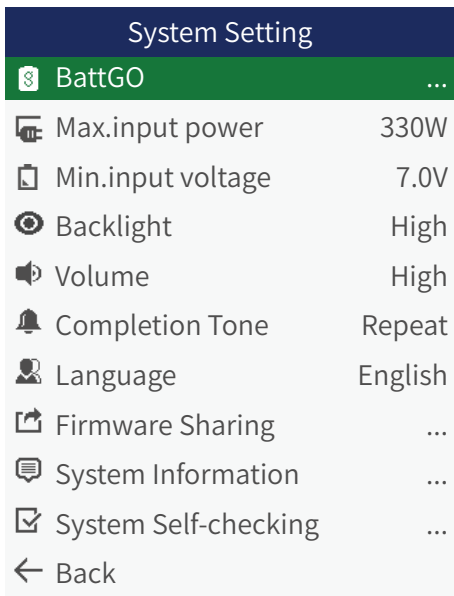 System Setting
BattGO ...
Max.input power 330W
Min.input voltage 7.0V
Backlight High
Volume High
Completion Tone Repeat
Language English
Firmware Sharing ...
System Information ...
System Self-checking ...
Back